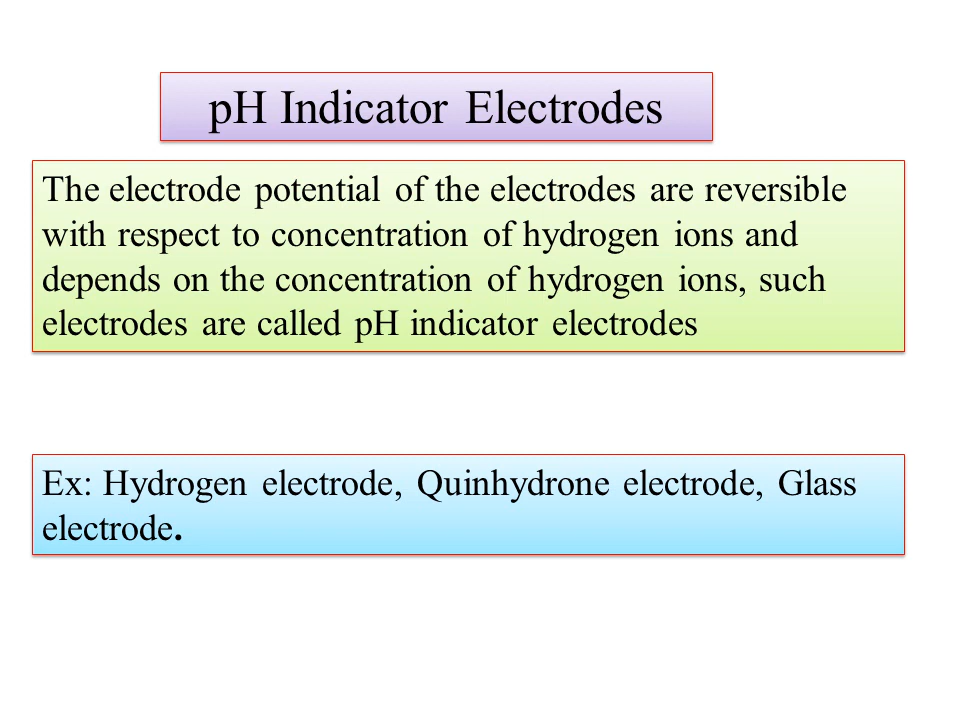 pH Indicator Electrodes
The electrode potential of the electrodes are reversible
with respect to concentration of hydrogen ions and
depends on the concentration of hydrogen ions, such
electrodes are called pH indicator electrodes
Ex: Hydrogen electrode, Quinhydrone electrode, Glass
electrode.